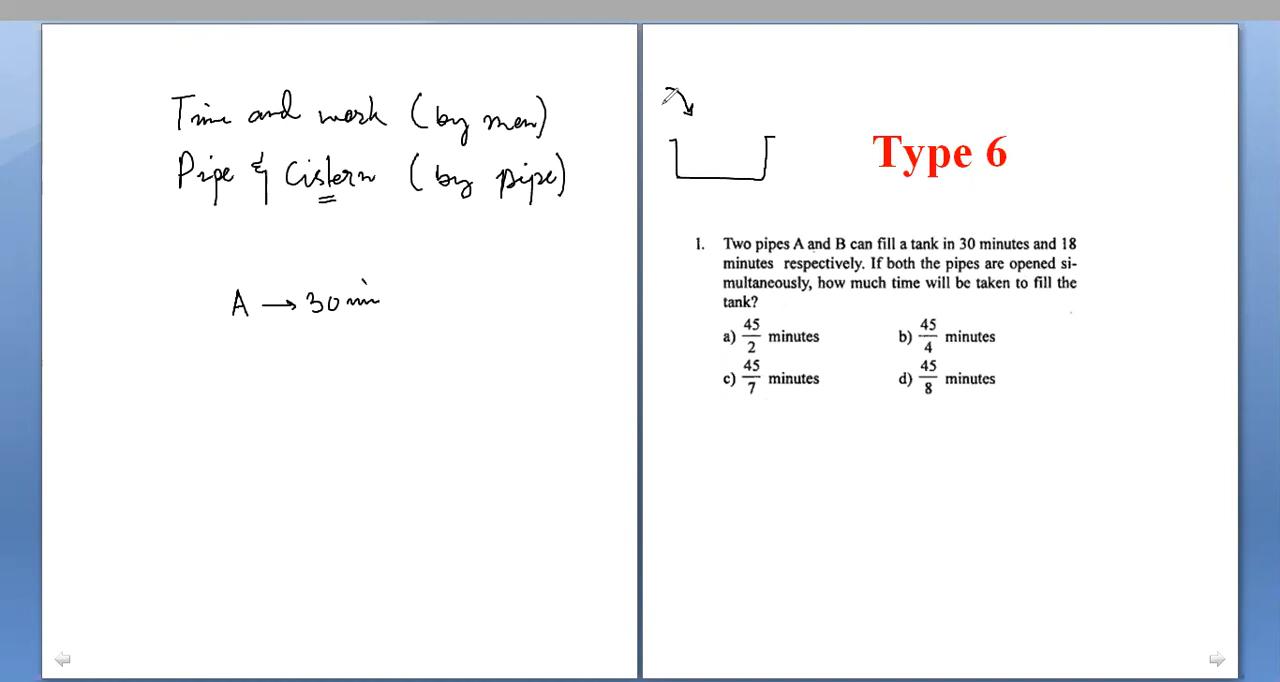 Time and work (by men)
Pipe & Cistern (by pipe)
A → 30 min
Type 6
1. Two pipes A and B can fill a tank in 30 minutes and 18
minutes respectively. If both the pipes are opened si-
multaneously, how much time will be taken to fill the
tank?
a) 45/2 minutes b) 45/4 minutes
c) 45/7 minutes d) 45/8 minutes